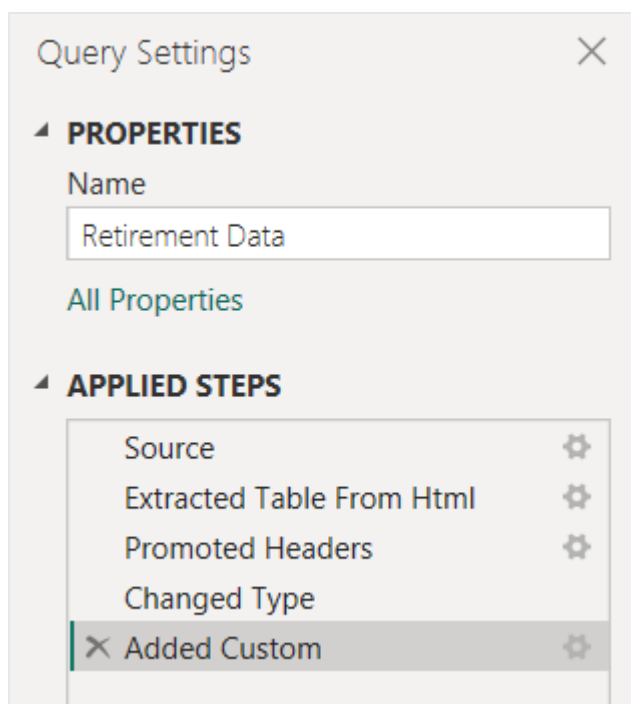 Query Settings
PROPERTIES
Name
Retirement Data
All Properties
APPLIED STEPS
Source
Extracted Table From Html
Promoted Headers
Changed Type
Added Custom